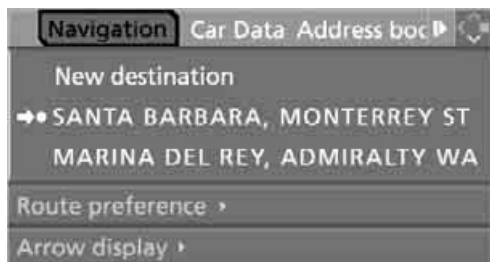 Navigation Car Data Address boc
New destination
SANTA BARBARA, MONTERREY ST
MARINA DEL REY, ADMIRALTY WA
Route preference
Arrow display